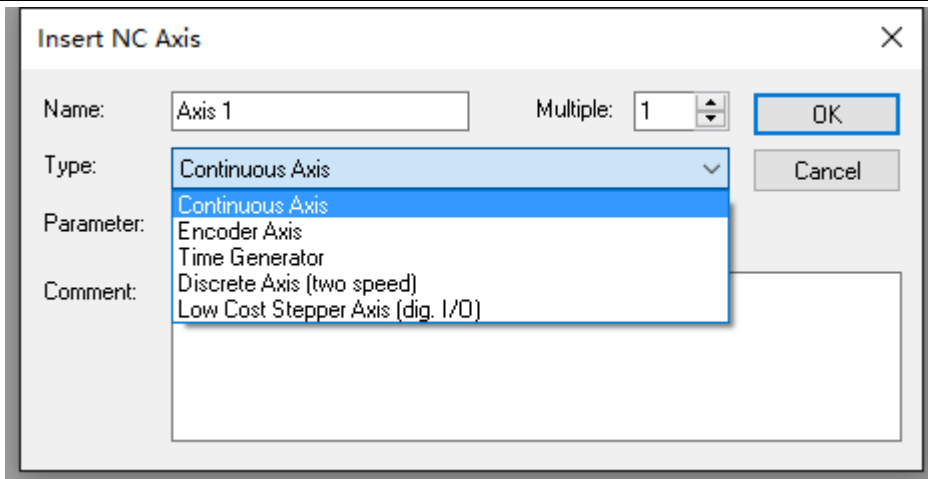 Insert NC Axis
Name: Axis 1 Multiple: 1 OK
Type: Continuous Axis Cancel
Continuous Axis
Parameter:
Encoder Axis
Time Generator
Comment:
Discrete Axis (two speed)
Low Cost Stepper Axis (dig. I/O)